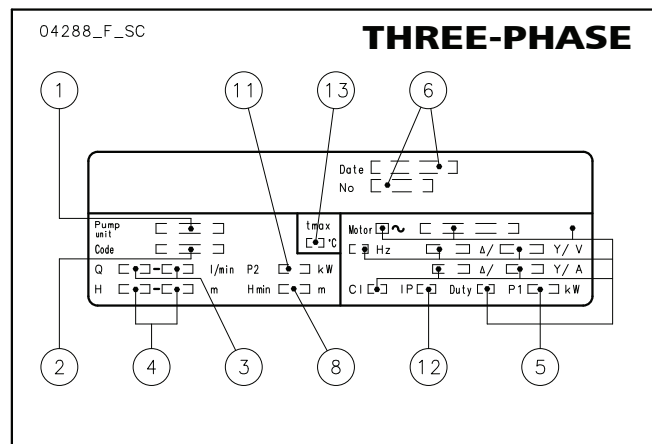 04288_F_SC
THREE-PHASE
1
11
13
6
Date
No
Pump unit
tmax
°C
Motor ~
Code
Hz Δ/ Y/ V
Q - l/min P2 kW
Δ/ Y/ A
H - m Hmin m
Cl IP Duty P1 kW
2
4
3
8
12
5